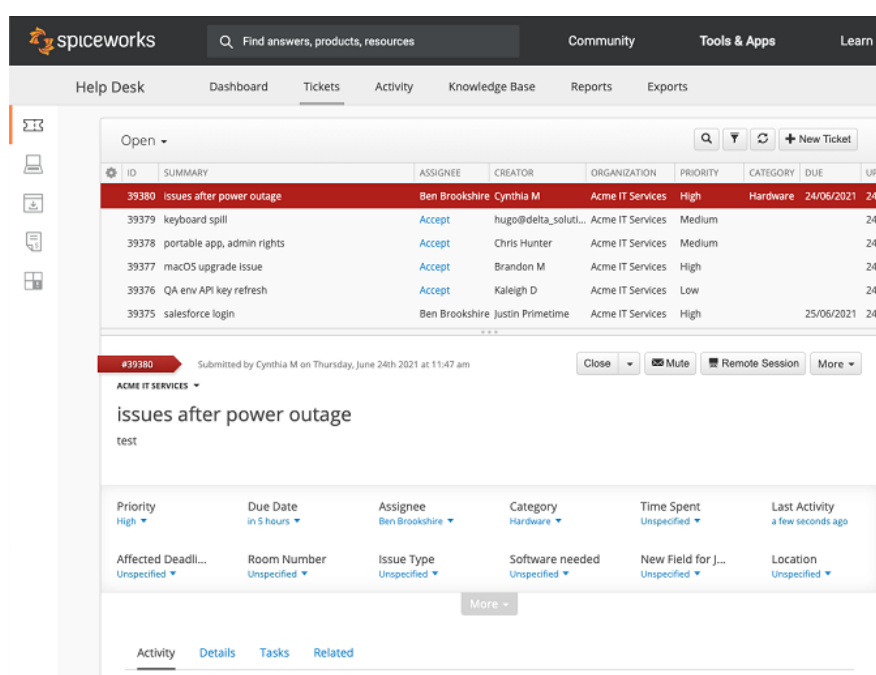 spiceworks Find answers, products, resources Community Tools & Apps Learn
Help Desk Dashboard Tickets Activity Knowledge Base Reports Exports
Open New Ticket
ID SUMMARY ASSIGNEE CREATOR ORGANIZATION PRIORITY CATEGORY DUE UP
39380 issues after power outage Ben Brookshire Cynthia M Acme IT Services High Hardware 24/06/2021 24
39379 keyboard spill Accept hugo@delta_soluti... Acme IT Services Medium 24
39378 portable app, admin rights Accept Chris Hunter Acme IT Services Medium 24
39377 macOS upgrade issue Accept Brandon M Acme IT Services High 24
39376 QA env API key refresh Accept Kaleigh D Acme IT Services Low 24
39375 salesforce login Ben Brookshire Justin Primetime Acme IT Services High 25/06/2021 24
#39380 Submitted by Cynthia M on Thursday, June 24th 2021 at 11:47 am Close Mute Remote Session More
ACME IT SERVICES
issues after power outage
test
Priority Due Date Assignee Category Time Spent Last Activity
High in 5 hours Ben Brookshire Hardware Unspecified a few seconds ago
Affected Deadli... Room Number Issue Type Software needed New Field for J... Location
Unspecified Unspecified Unspecified Unspecified Unspecified Unspecified
More
Activity Details Tasks Related